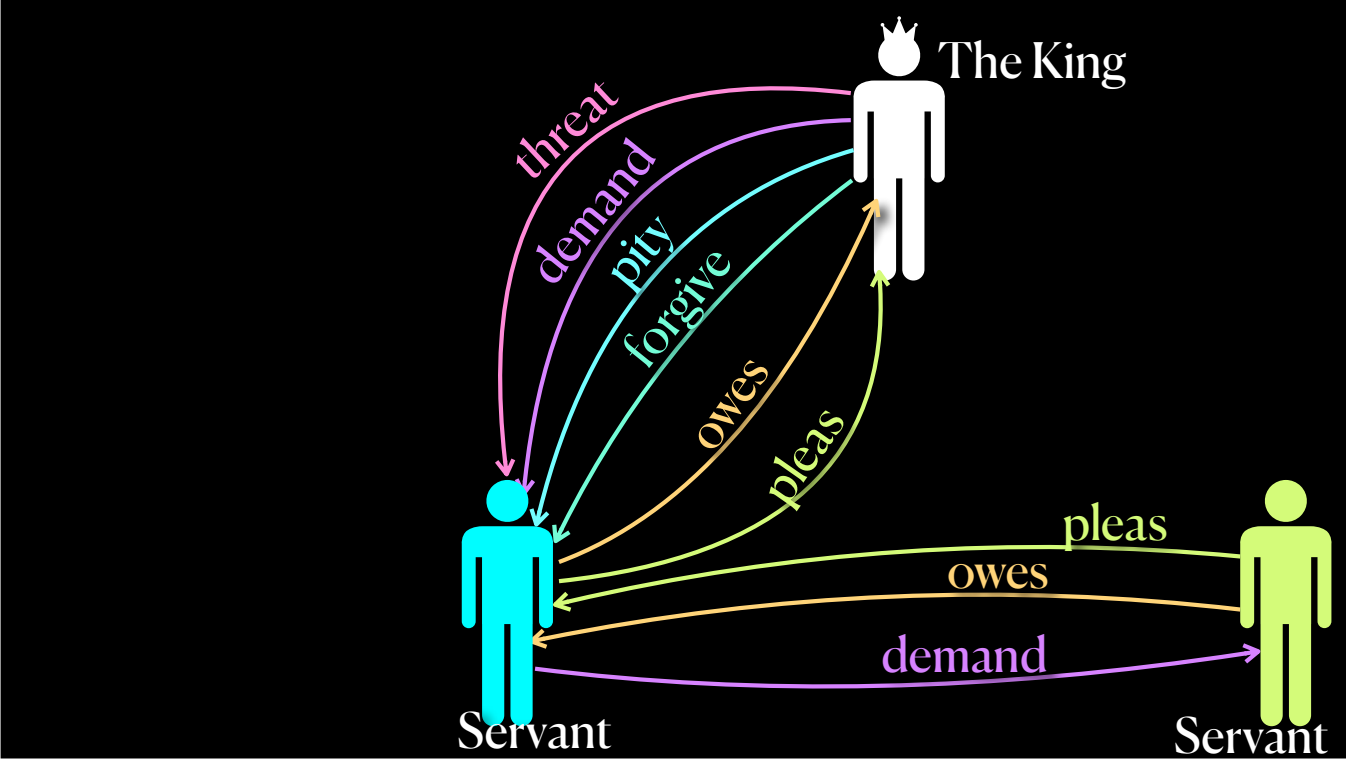 The King
threat
demand
pity
forgive
owes
pleas
pleas
owes
demand
Servant
Servant